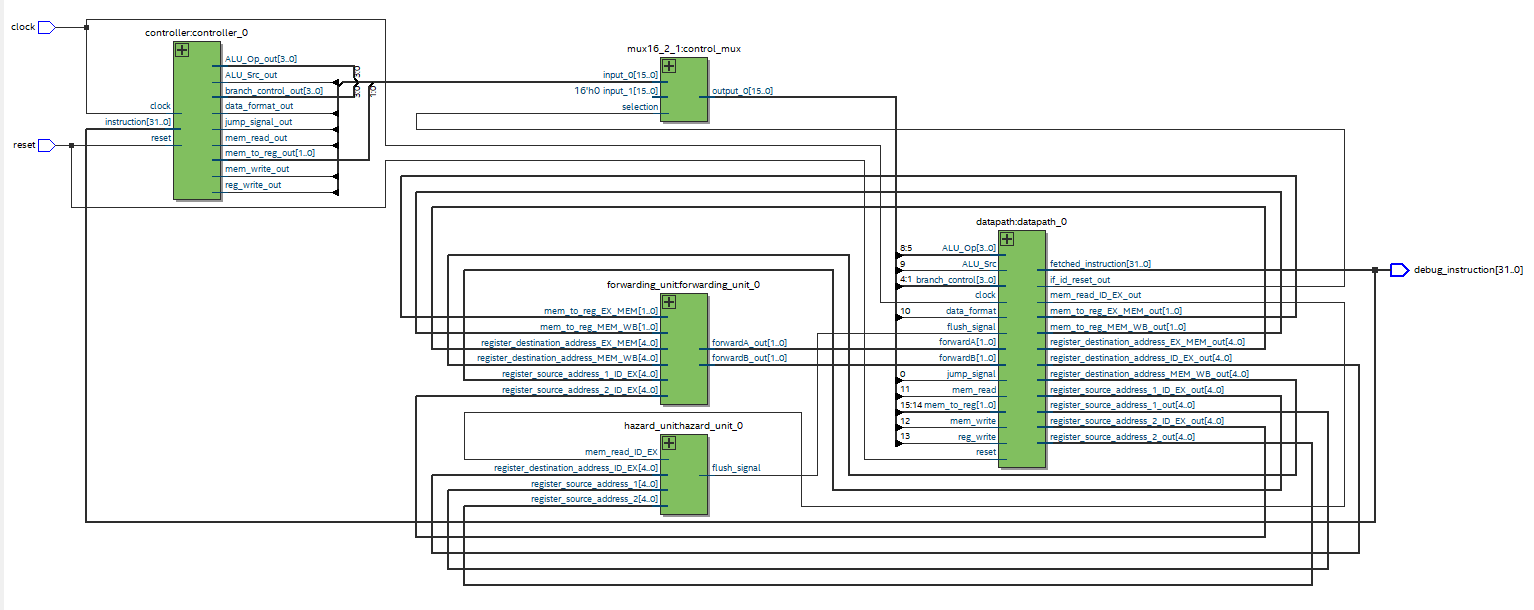 clock
reset
controller:controller_0
clock
instruction[31..0]
reset
ALU_Op_out[3..0]
ALU_Src_out
branch_control_out[3..0]
data_format_out
jump_signal_out
mem_read_out
mem_to_reg_out[1..0]
mem_write_out
reg_write_out
3:0
3:0
1:0
mux16_2_1:control_mux
input_0[15..0]
16'h0 input_1[15..0]
selection
output_0[15..0]
forwarding_unit:forwarding_unit_0
mem_to_reg_EX_MEM[1..0]
mem_to_reg_MEM_WB[1..0]
register_destination_address_EX_MEM[4..0]
register_destination_address_MEM_WB[4..0]
register_source_address_1_ID_EX[4..0]
register_source_address_2_ID_EX[4..0]
forwardA_out[1..0]
forwardB_out[1..0]
hazard_unit:hazard_unit_0
mem_read_ID_EX
register_destination_address_ID_EX[4..0]
register_source_address_1[4..0]
register_source_address_2[4..0]
flush_signal
datapath:datapath_0
8:5 ALU_Op[3..0]
9 ALU_Src
4:1 branch_control[3..0]
clock
10 data_format
flush_signal
forwardA[1..0]
forwardB[1..0]
0 jump_signal
11 mem_read
15:14 mem_to_reg[1..0]
12 mem_write
13 reg_write
reset
fetched_instruction[31..0]
if_id_reset_out
mem_read_ID_EX_out
mem_to_reg_EX_MEM_out[1..0]
mem_to_reg_MEM_WB_out[1..0]
register_destination_address_EX_MEM_out[4..0]
register_destination_address_ID_EX_out[4..0]
register_destination_address_MEM_WB_out[4..0]
register_source_address_1_ID_EX_out[4..0]
register_source_address_1_out[4..0]
register_source_address_2_ID_EX_out[4..0]
register_source_address_2_out[4..0]
debug_instruction[31..0]